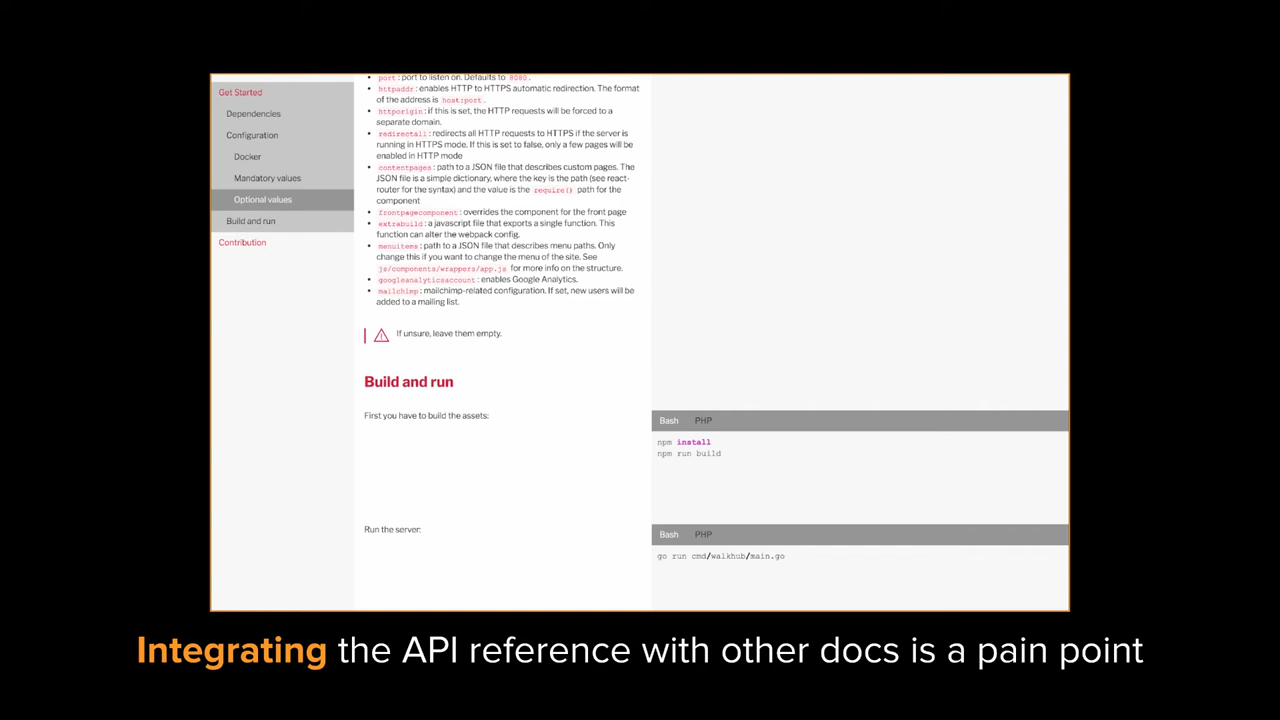 Get Started
Dependencies
Configuration
Docker
Mandatory values
Optional values
Build and run
Contribution
port : port to listen on. Defaults to 8080 .
httpaddr : enables HTTP to HTTPS automatic redirection. The format
of the address is host:port .
httporigin : if this is set, the HTTP requests will be forced to a
separate domain.
redirectall : redirects all HTTP requests to HTTPS if the server is
running in HTTPS mode. If this is set to false, only a few pages will be
enabled in HTTP mode
contentpages : path to a JSON file that describes custom pages. The
JSON file is a simple dictionary, where the key is the path (see react-
router for the syntax) and the value is the require() path for the
component
frontpagecomponent : overrides the component for the front page
extrabuild : a javascript file that exports a single function. This
function can alter the webpack config.
menuitems : path to a JSON file that describes menu paths. Only
change this if you want to change the menu of the site. See
js/components/wrappers/app.js for more info on the structure.
googleanalyticsaccount : enables Google Analytics.
mailchimp : mailchimp-related configuration. If set, new users will be
added to a mailing list.
If unsure, leave them empty.
Build and run
First you have to build the assets:
Bash PHP
npm install
npm run build
Run the server:
Bash PHP
go run cmd/walkhub/main.go
Integrating the API reference with other docs is a pain point